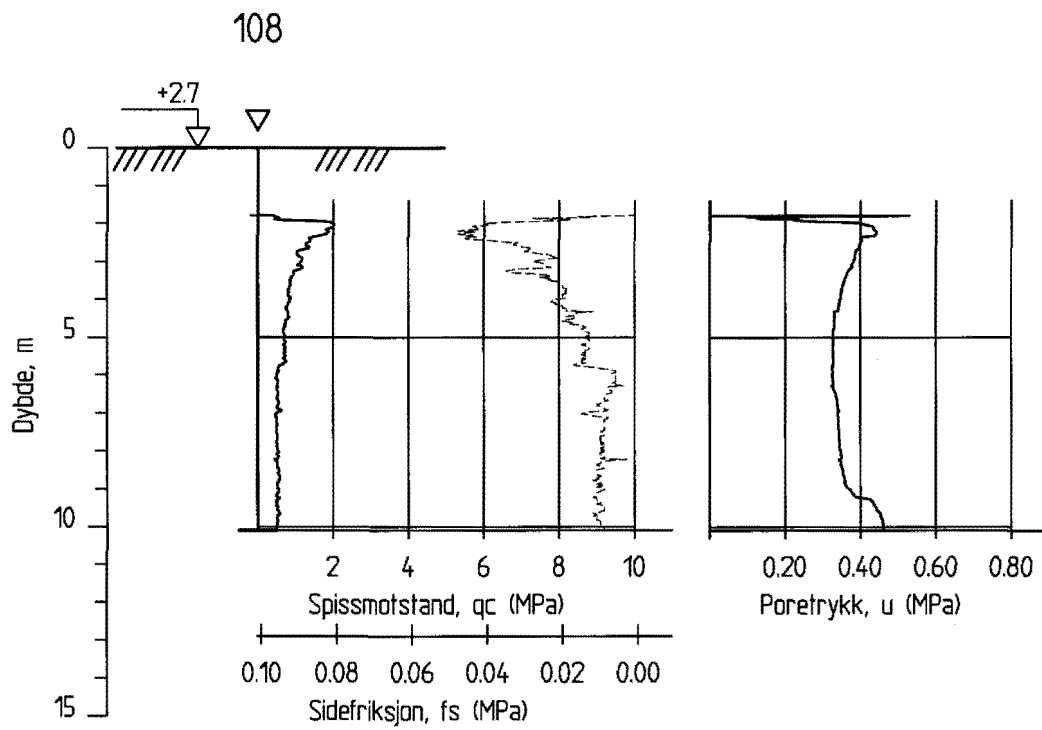 108
+2.7
0
5
10
15
Dybde, m
2 4 6 8 10
Spissmotstand, qc (MPa)
0.10 0.08 0.06 0.04 0.02 0.00
Sidefriksjon, fs (MPa)
0.20 0.40 0.60 0.80
Poretrykk, u (MPa)